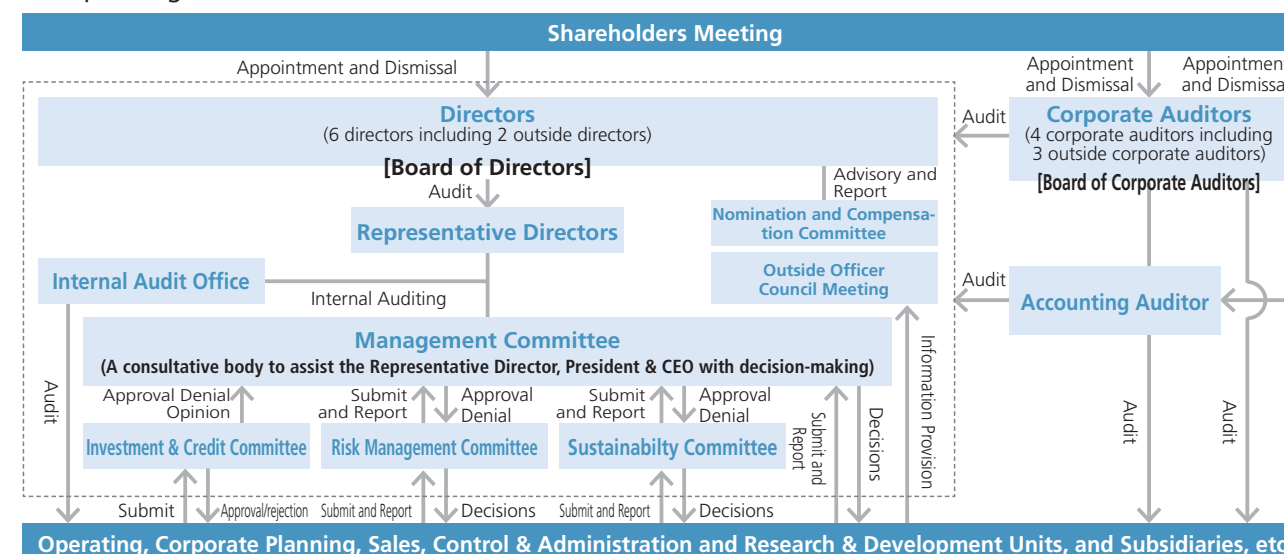 Shareholders Meeting
Appointment and Dismissal
Appointment
and Dismissal
Appointment
and Dismissal
Directors
(6 directors including 2 outside directors)
[Board of Directors]
Audit
Corporate Auditors
(4 corporate auditors including
3 outside corporate auditors)
[Board of Corporate Auditors]
Audit
Advisory and
Report
Representative Directors
Nomination and Compensa-
tion Committee
Internal Audit Office
Internal Auditing
Outside Officer
Council Meeting
Audit
Accounting Auditor
Management Committee
(A consultative body to assist the Representative Director, President & CEO with decision-making)
Audit
Approval Denial
Opinion
Submit
and Report
Approval
Denial
Submit
and Report
Approval
Denial
Submit and
Report
Decisions
Information Provision
Audit
Audit
Investment & Credit Committee
Risk Management Committee
Sustainabilty Committee
Submit
Approval/rejection
Submit and Report
Decisions
Submit and Report
Decisions
Operating, Corporate Planning, Sales, Control & Administration and Research & Development Units, and Subsidiaries, etc